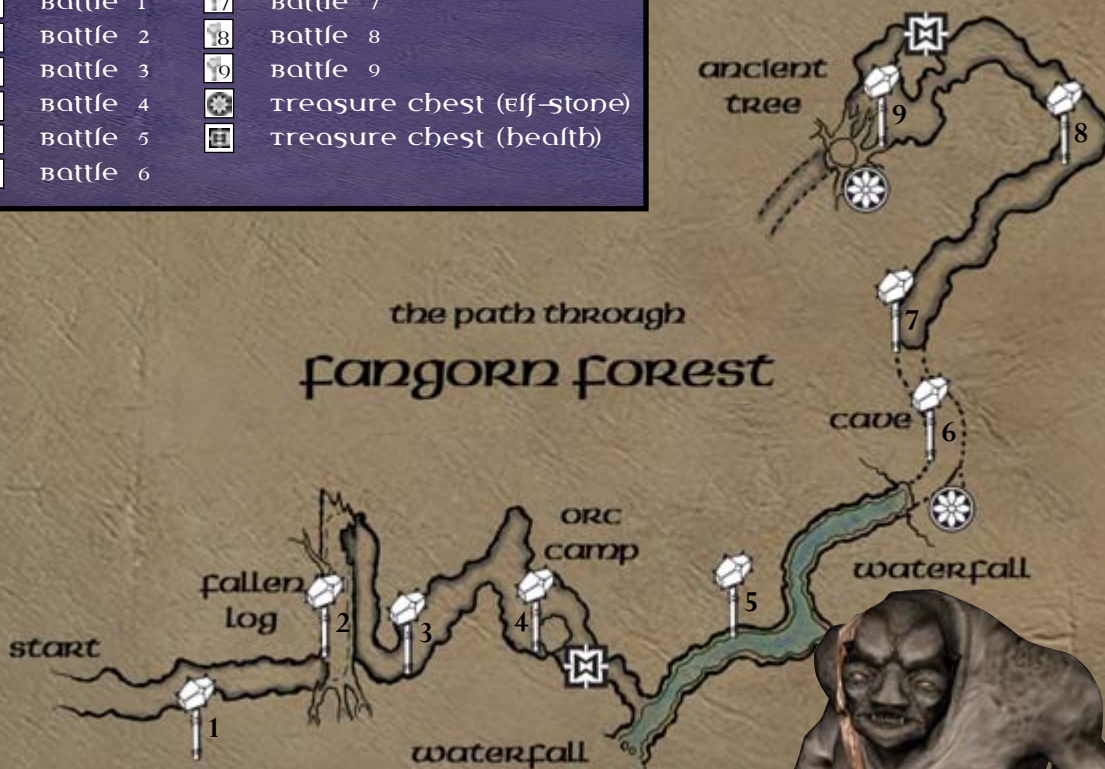 Battle 1
Battle 2
Battle 3
Battle 4
Battle 5
Battle 6
7 Battle 7
8 Battle 8
9 Battle 9
Treasure chest (Elf-stone)
Treasure chest (health)
ancient
tree
9
8
the path through
fangorn forest
7
cave
6
orc
camp
waterfall
fallen
log
5
2
3
4
start
1
waterfall